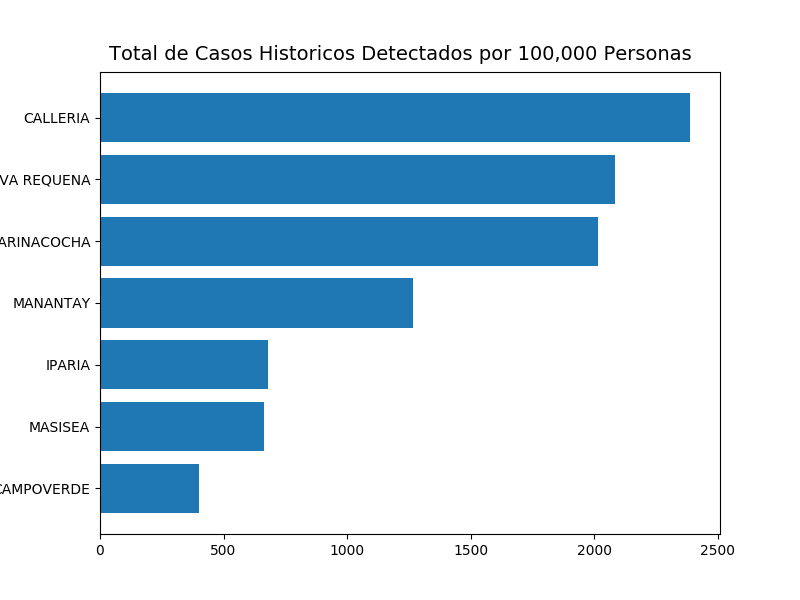 Total de Casos Historicos Detectados por 100,000 Personas
CALLERIA
VA REQUENA
ARINACOCHA
MANANTAY
IPARIA
MASISEA
CAMPOVERDE
0 500 1000 1500 2000 2500